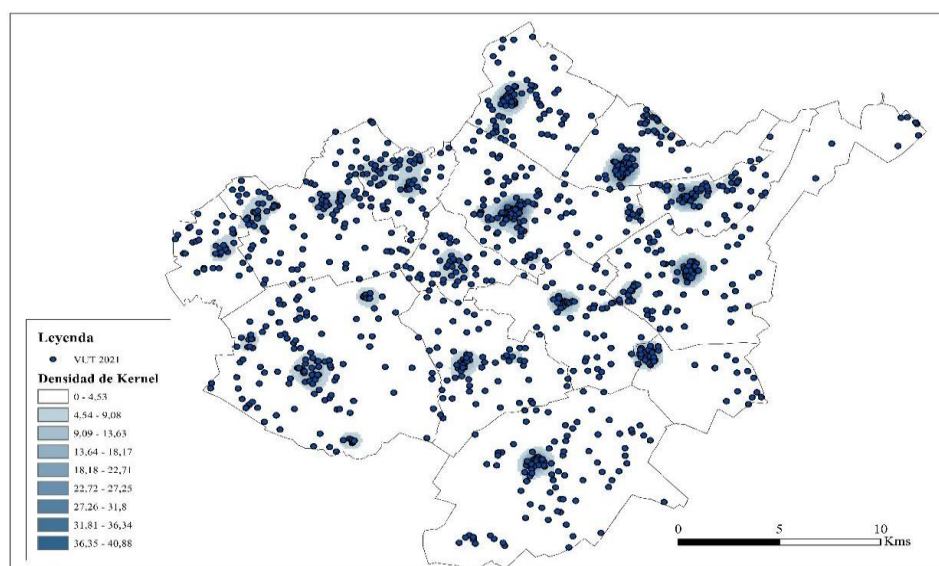 Leyenda
VUT 2021
Densidad de Kernel
0 - 4,53
4,54 - 9,08
9,09 - 13,63
13,64 - 18,17
18,18 - 22,71
22,72 - 27,25
27,26 - 31,8
31,81 - 36,34
36,35 - 40,88
0 5 10
Kms